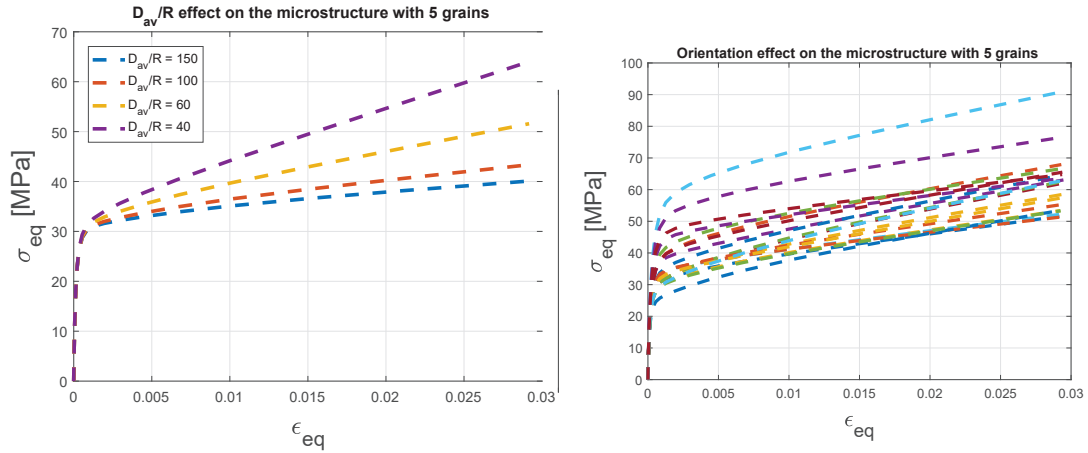 D_av/R effect on the microstructure with 5 grains
70
60
50
40
30
20
10
0
σ_eq [MPa]
D_av/R = 150
D_av/R = 100
D_av/R = 60
D_av/R = 40
0 0.005 0.01 0.015 0.02 0.025 0.03
ϵ_eq
Orientation effect on the microstructure with 5 grains
100
90
80
70
60
50
40
30
20
10
0
σ_eq [MPa]
0 0.005 0.01 0.015 0.02 0.025 0.03
ϵ_eq